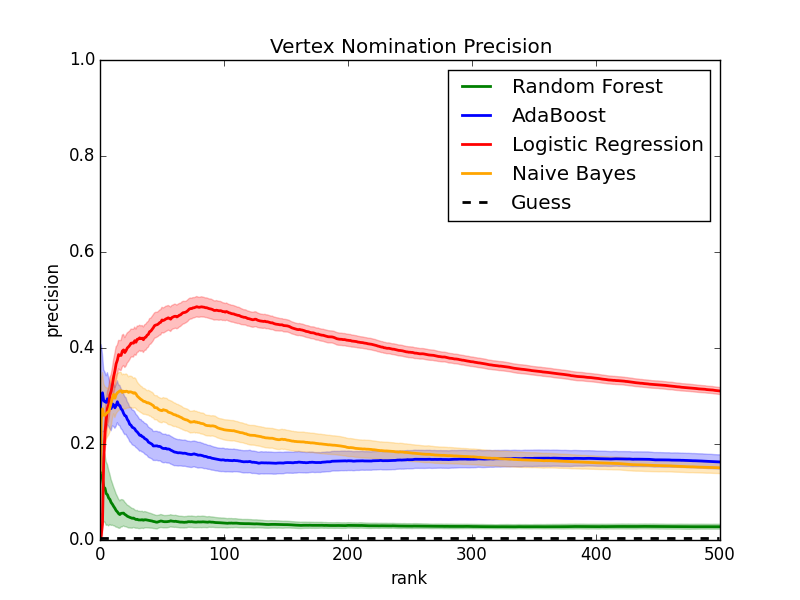 Vertex Nomination Precision
1.0
0.8
0.6
0.4
0.2
0.0
precision
Random Forest
AdaBoost
Logistic Regression
Naive Bayes
Guess
0 100 200 300 400 500
rank